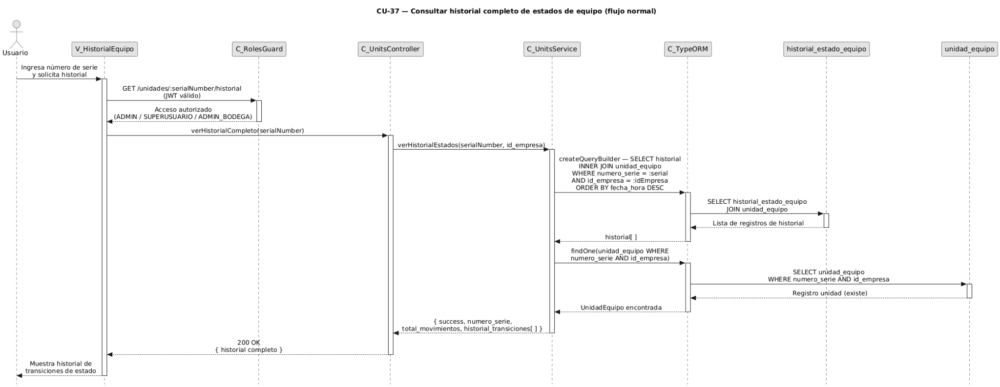 CU-37 — Consultar historial completo de estados de equipo (flujo normal)
Usuario
V_HistorialEquipo
C_RolesGuard
C_UnitsController
C_UnitsService
C_TypeORM
historial_estado_equipo
unidad_equipo
Ingresa número de serie
y solicita historial
GET /unidades/:serialNumber/historial
(JWT válido)
Acceso autorizado
(ADMIN / SUPERUSUARIO / ADMIN_BODEGA)
verHistorialCompleto(serialNumber)
verHistorialEstados(serialNumber, id_empresa)
createQueryBuilder — SELECT historial
INNER JOIN unidad_equipo
WHERE numero_serie = :serial
AND id_empresa = :idEmpresa
ORDER BY fecha_hora DESC
SELECT historial_estado_equipo
JOIN unidad_equipo
Lista de registros de historial
historial[ ]
findOne(unidad_equipo WHERE
numero_serie AND id_empresa)
SELECT unidad_equipo
WHERE numero_serie AND id_empresa
Registro unidad (existe)
UnidadEquipo encontrada
{ success, numero_serie,
total_movimientos, historial_transiciones[ ] }
200 OK
{ historial completo }
Muestra historial de
transiciones de estado